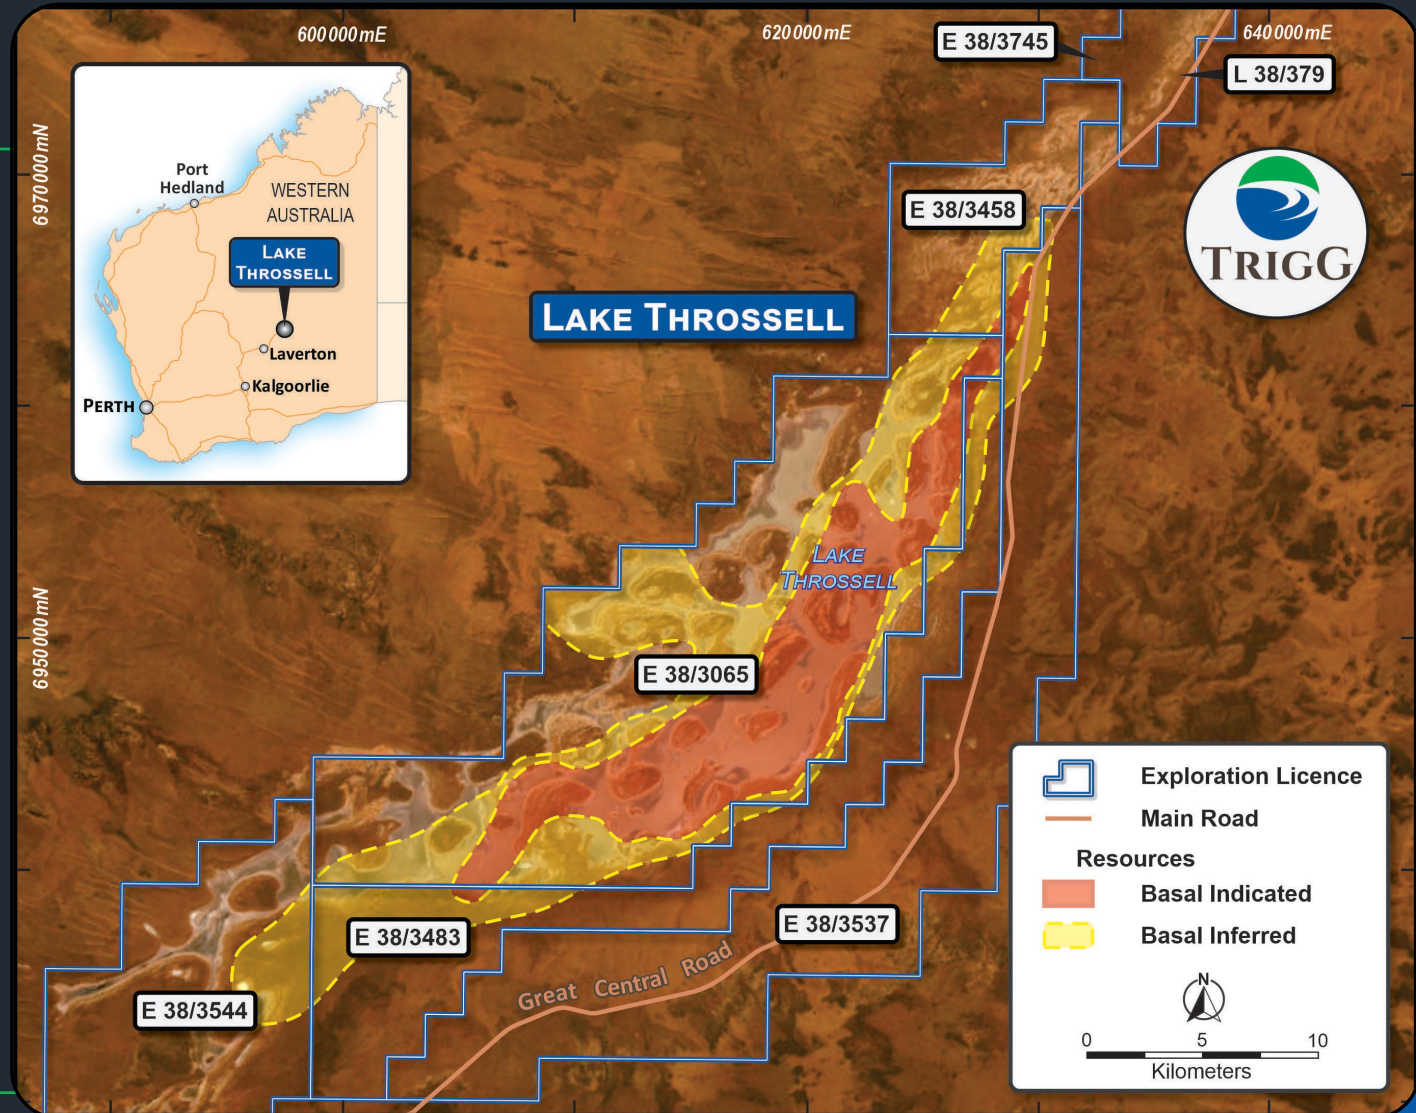 600000mE
620000mE
640000mE
E 38/3745
L 38/379
6970000mN
Port
Hedland
WESTERN
AUSTRALIA
LAKE
THROSSELL
Laverton
Kalgoorlie
PERTH
E 38/3458
TRIGG
LAKE THROSSELL
LAKE
THROSSELL
6950000mN
E 38/3065
E 38/3483
E 38/3537
E 38/3544
Great Central Road
Exploration Licence
Main Road
Resources
Basal Indicated
Basal Inferred
N
0 5 10
Kilometers